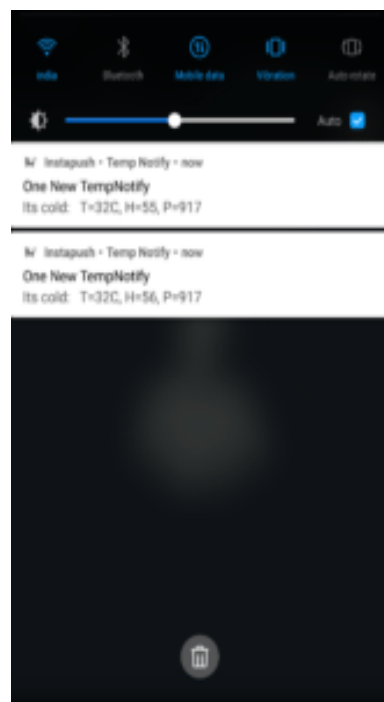 india Bluetooth Mobile data Vibration Auto-rotate
Auto
Instapush • Temp Notify • now
One New TempNotify
Its cold: T=32C, H=55, P=917
Instapush • Temp Notify • now
One New TempNotify
Its cold: T=32C, H=56, P=917